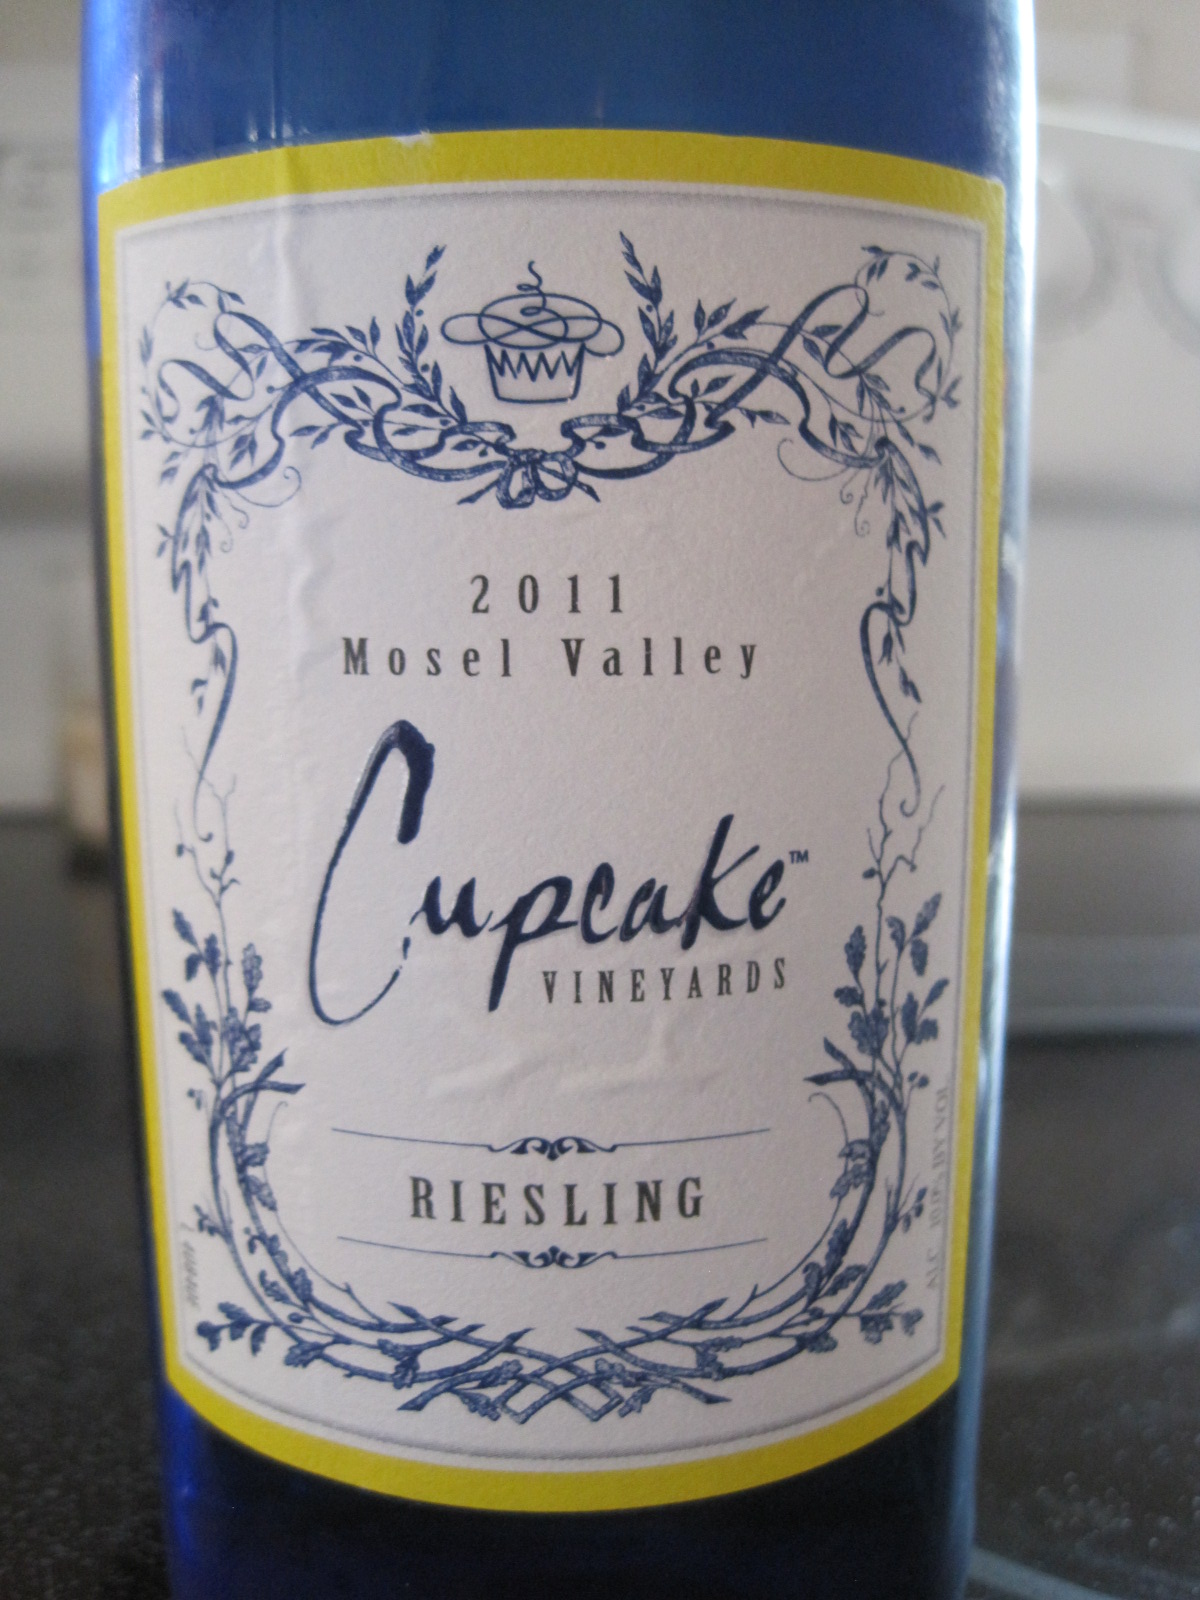 2011
Mosel Valley
Cupcake™
VINEYARDS
RIESLING